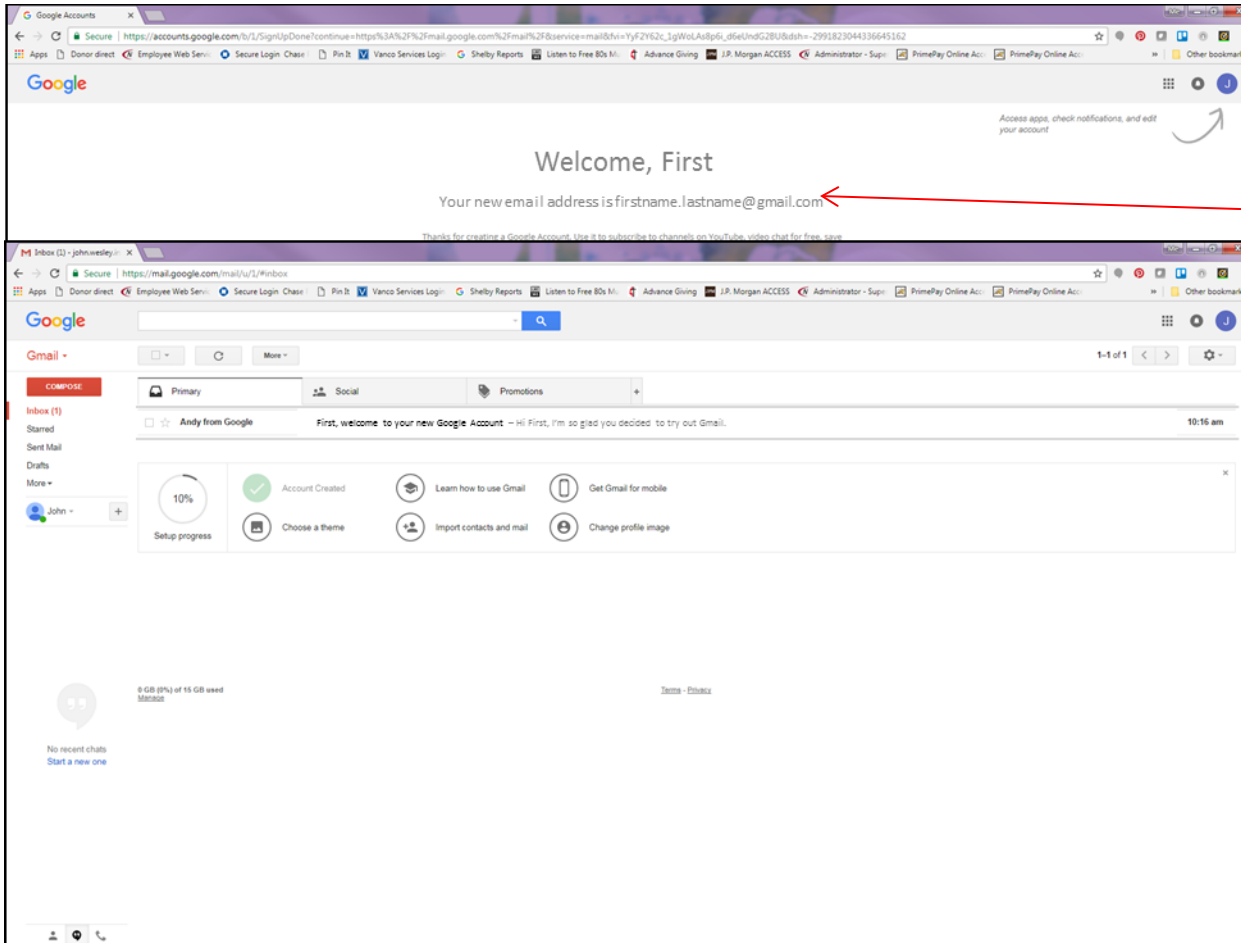 Google Accounts
Secure https://accounts.google.com/b/1/SignUpDone?continue=https%3A%2F%2Fmail.google.com%2Fmail%2F&service=mail&hvi=
Apps Donor direct Employee Web Servi Secure Login Chase Pin It Vanco Services Login Shelby Reports Listen to Free 80s Mu Advance Giving J.P. Morgan ACCESS Administrator - Supe PrimePay Online Acc PrimePay Online Acc » Other bookmark
Google J
Access apps, check notifications, and edit
your account
Welcome, First
Your new email address is firstname.lastname@gmail.com
Thanks for creating a Google Account. Use it to subscribe to channels on YouTube, video chat for free, save
Inbox (1) - john.wesley.in
Secure https://mail.google.com/mail/u/1/#inbox
Apps Donor direct Employee Web Servi Secure Login Chase Pin It Vanco Services Login Shelby Reports Listen to Free 80s Mu Advance Giving J.P. Morgan ACCESS Administrator - Supe PrimePay Online Acc PrimePay Online Acc » Other bookmark
Google J
Gmail More 1–1 of 1
COMPOSE
Primary Social Promotions +
Inbox (1)
Andy from Google First, welcome to your new Google Account – Hi First, I'm so glad you decided to try out Gmail. 10:16 am
Starred
Sent Mail
Drafts
More
John +
10%
Setup progress
Account Created Learn how to use Gmail Get Gmail for mobile
Choose a theme Import contacts and mail Change profile image
0 GB (0%) of 15 GB used
Manage
Terms - Privacy
No recent chats
Start a new one